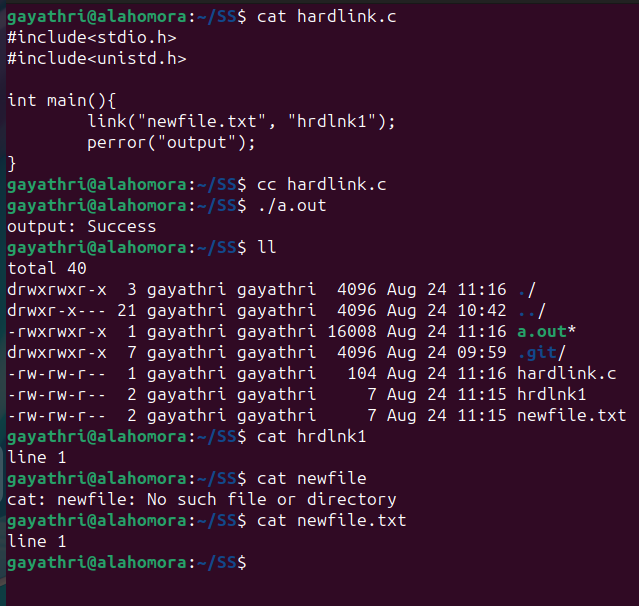 gayathri@alahomora:~/SS$ cat hardlink.c
#include<stdio.h>
#include<unistd.h>

int main(){
        link("newfile.txt", "hrdlnk1");
        perror("output");
}
gayathri@alahomora:~/SS$ cc hardlink.c
gayathri@alahomora:~/SS$ ./a.out
output: Success
gayathri@alahomora:~/SS$ ll
total 40
drwxrwxr-x  3 gayathri gayathri  4096 Aug 24 11:16 ./
drwxr-x--- 21 gayathri gayathri  4096 Aug 24 10:42 ../
-rwxrwxr-x  1 gayathri gayathri 16008 Aug 24 11:16 a.out*
drwxrwxr-x  7 gayathri gayathri  4096 Aug 24 09:59 .git/
-rw-rw-r--  1 gayathri gayathri   104 Aug 24 11:16 hardlink.c
-rw-rw-r--  2 gayathri gayathri     7 Aug 24 11:15 hrdlnk1
-rw-rw-r--  2 gayathri gayathri     7 Aug 24 11:15 newfile.txt
gayathri@alahomora:~/SS$ cat hrdlnk1
line 1
gayathri@alahomora:~/SS$ cat newfile
cat: newfile: No such file or directory
gayathri@alahomora:~/SS$ cat newfile.txt
line 1
gayathri@alahomora:~/SS$